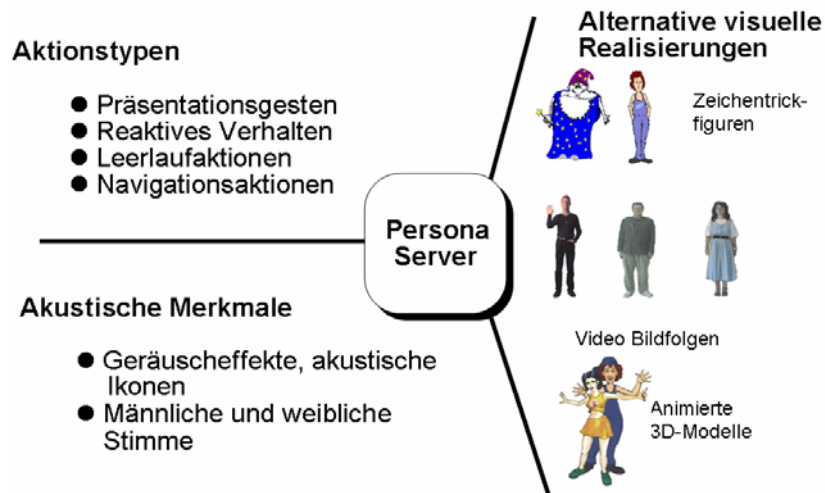 Aktionstypen
● Präsentationsgesten
● Reaktives Verhalten
● Leerlaufaktionen
● Navigationsaktionen
Akustische Merkmale
● Geräuscheffekte, akustische
Ikonen
● Männliche und weibliche
Stimme
Persona
Server
Alternative visuelle
Realisierungen
Zeichentrick-
figuren
Video Bildfolgen
Animierte
3D-Modelle